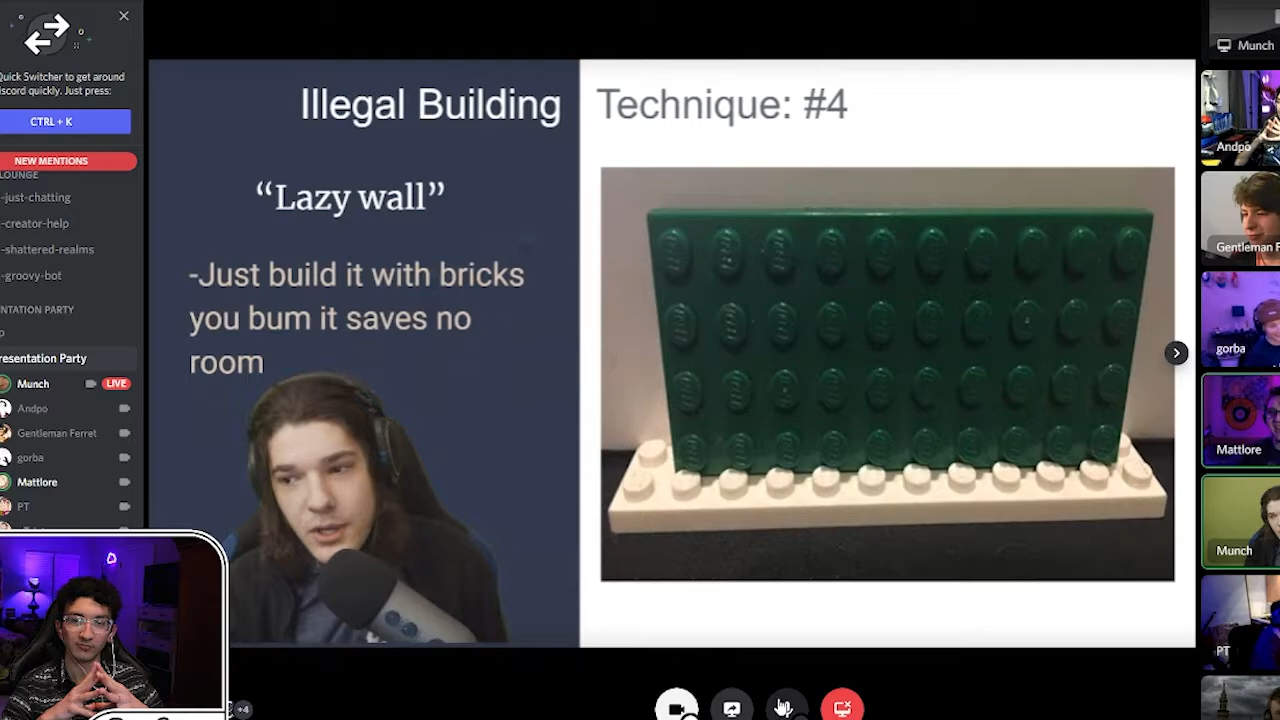 Quick Switcher to get around
iscord quickly. Just press:
CTRL + K
NEW MENTIONS
LOUNGE
-just-chatting
-creator-help
-shattered-realms
-groovy-bot
NTATION PARTY
resentation Party
Munch
LIVE
Andpo
Gentleman Ferret
gorba
Mattlore
PT
+4
Illegal Building Technique: #4
“Lazy wall”
-Just build it with bricks
you bum it saves no
room
Munch
Andpo
Gentleman F
gorba
Mattlore
Munch
PT